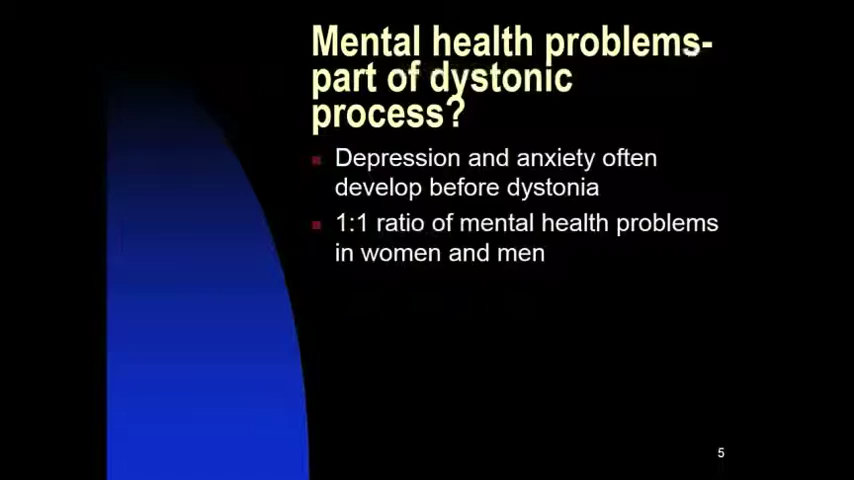 Mental health problems-
part of dystonic
process?
Depression and anxiety often
develop before dystonia
1:1 ratio of mental health problems
in women and men
5